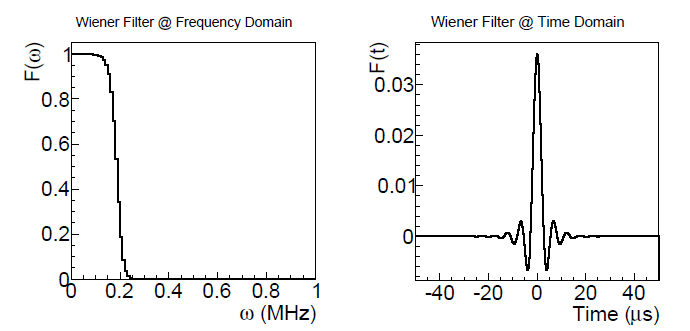 Wiener Filter @ Frequency Domain
F(ω)
1
0.8
0.6
0.4
0.2
0
0 0.2 0.4 0.6 0.8 1
ω (MHz)
Wiener Filter @ Time Domain
F(t)
0.03
0.02
0.01
0
-40 -20 0 20 40
Time (μs)